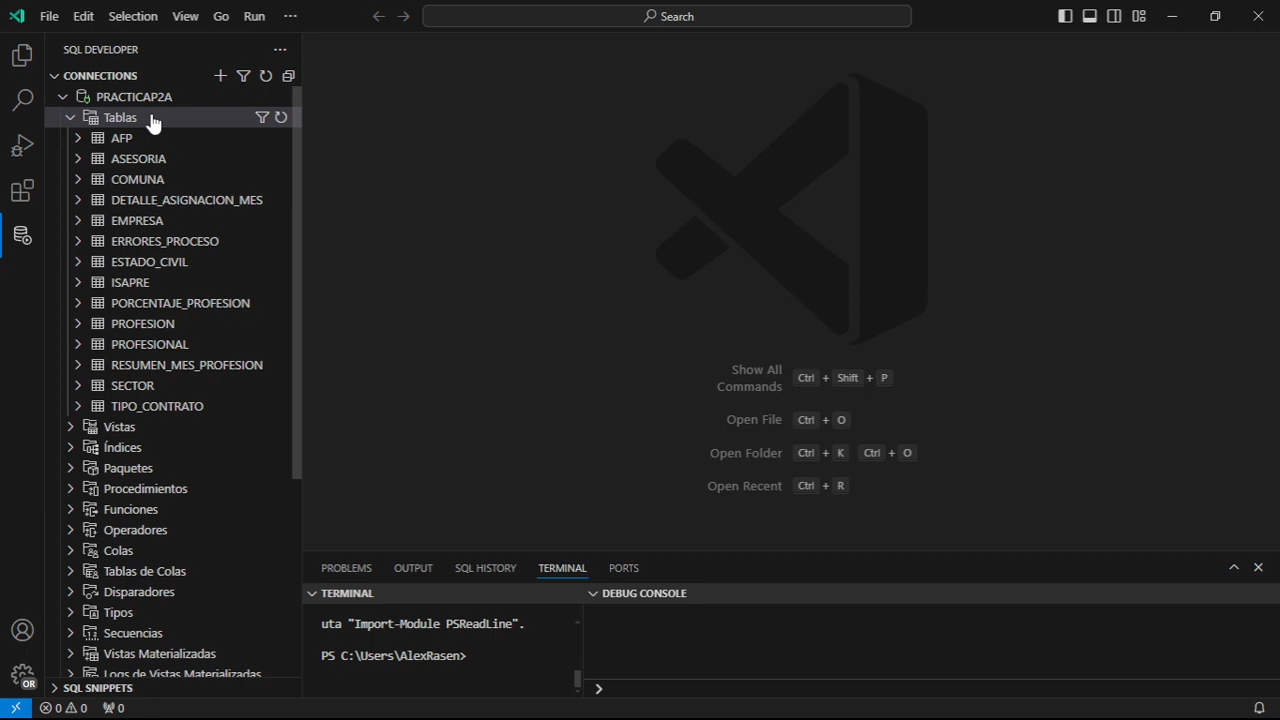 File Edit Selection View Go Run ···
Search
SQL DEVELOPER ···
CONNECTIONS
PRACTICAP2A
Tablas
AFP
ASESORIA
COMUNA
DETALLE_ASIGNACION_MES
EMPRESA
ERRORES_PROCESO
ESTADO_CIVIL
ISAPRE
PORCENTAJE_PROFESION
PROFESION
PROFESIONAL
RESUMEN_MES_PROFESION
SECTOR
TIPO_CONTRATO
Vistas
Índices
Paquetes
Procedimientos
Funciones
Operadores
Colas
Tablas de Colas
Disparadores
Tipos
Secuencias
Vistas Materializadas
Logs de Vistas Materializadas
SQL SNIPPETS
OR
Show All Commands Ctrl + Shift + P
Open File Ctrl + O
Open Folder Ctrl + K Ctrl + O
Open Recent Ctrl + R
PROBLEMS OUTPUT SQL HISTORY TERMINAL PORTS
TERMINAL
uta "Import-Module PSReadLine".
PS C:\Users\AlexRasen>
DEBUG CONSOLE
0 0 0